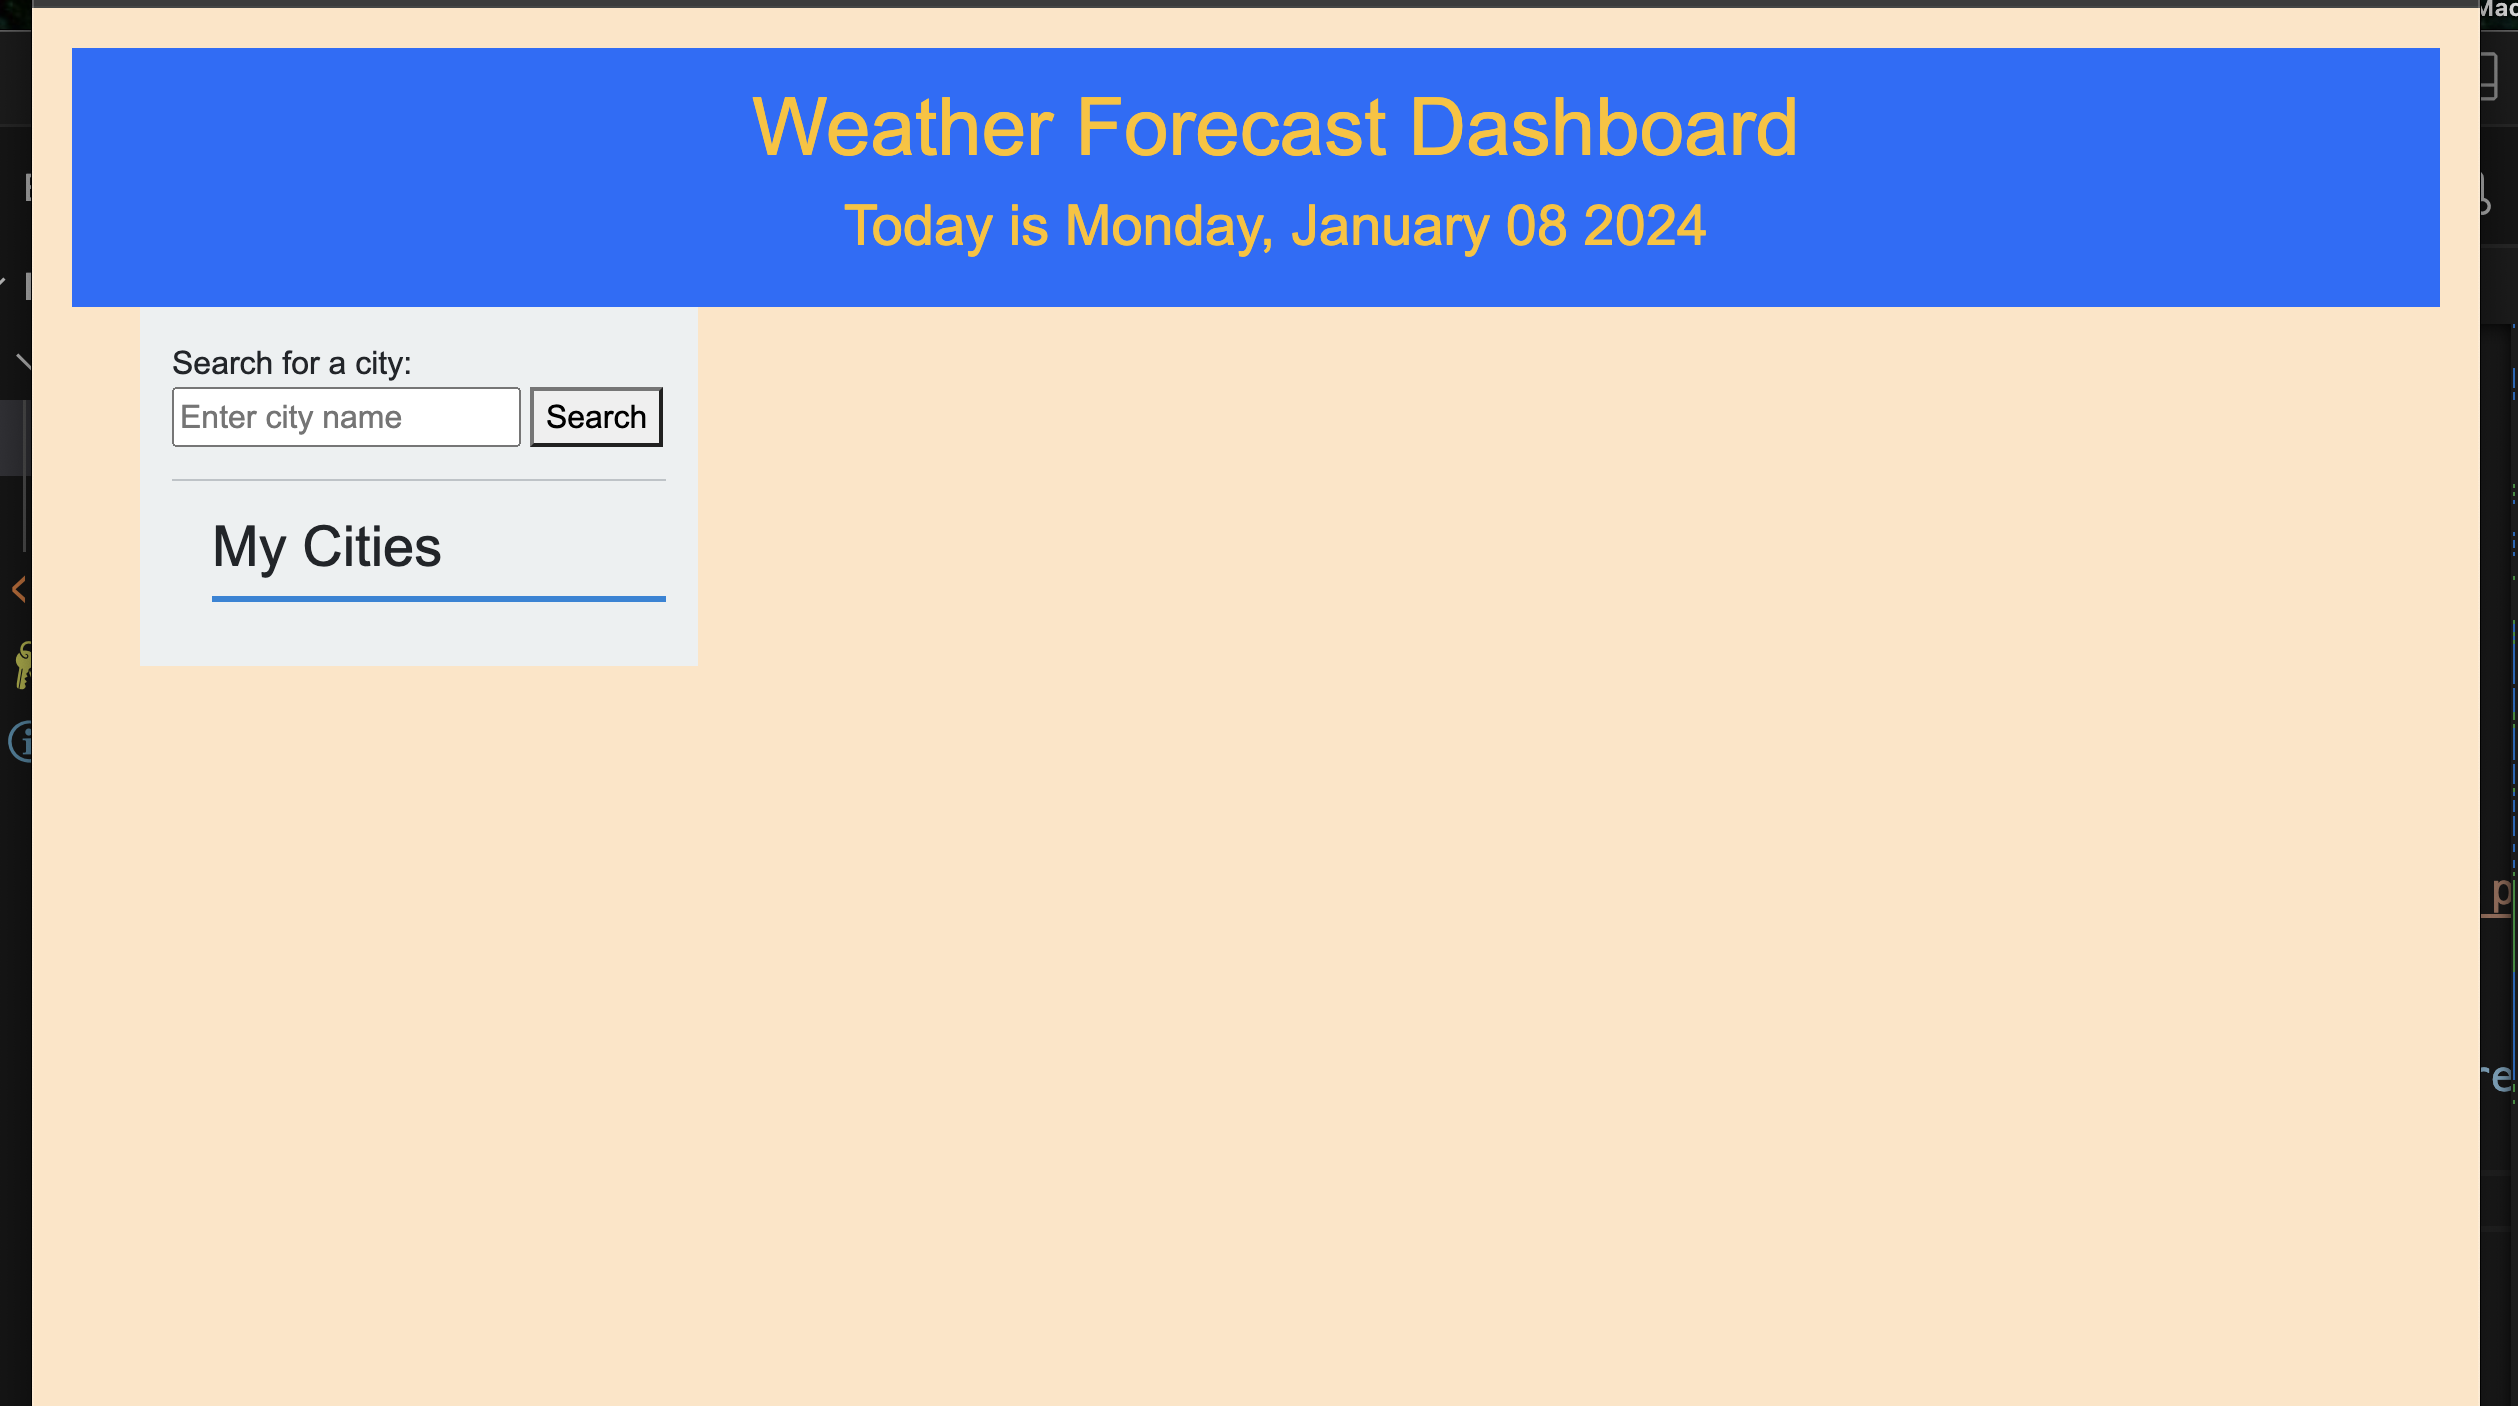 Weather Forecast Dashboard
Today is Monday, January 08 2024
Search for a city:
Enter city name
Search
My Cities